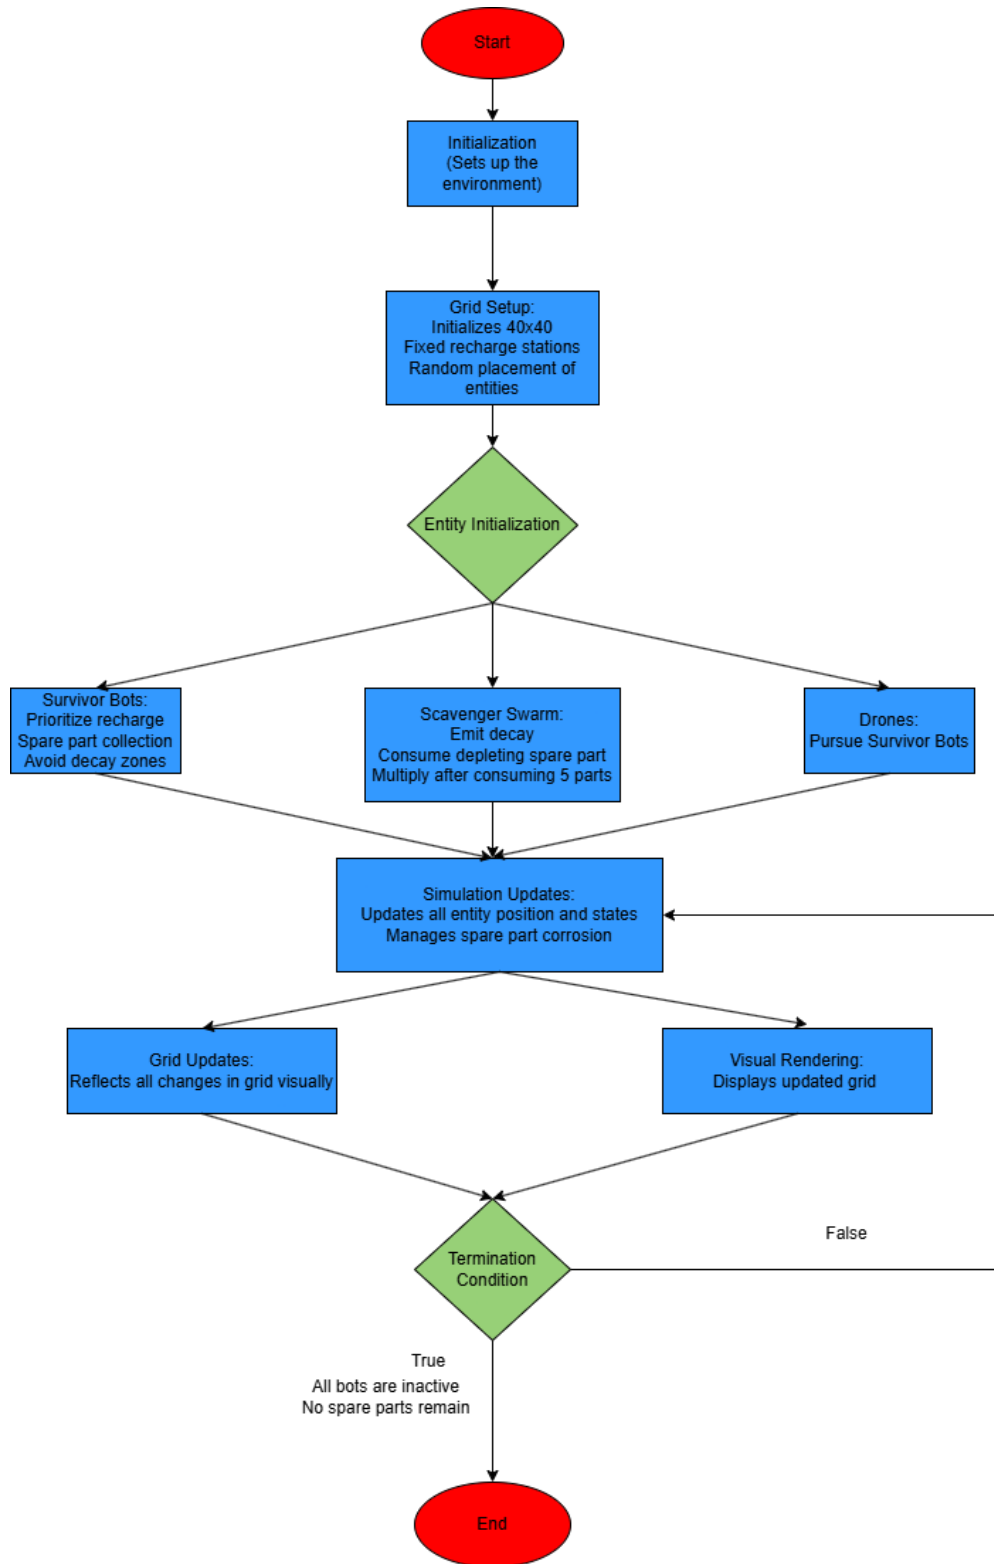 Start
Initialization
(Sets up the
environment)
Grid Setup:
Initializes 40x40
Fixed recharge stations
Random placement of
entities
Entity Initialization
Survivor Bots:
Prioritize recharge
Spare part collection
Avoid decay zones
Scavenger Swarm:
Emit decay
Consume depleting spare part
Multiply after consuming 5 parts
Drones:
Pursue Survivor Bots
Simulation Updates:
Updates all entity position and states
Manages spare part corrosion
Grid Updates:
Reflects all changes in grid visually
Visual Rendering:
Displays updated grid
Termination
Condition
False
True
All bots are inactive
No spare parts remain
End